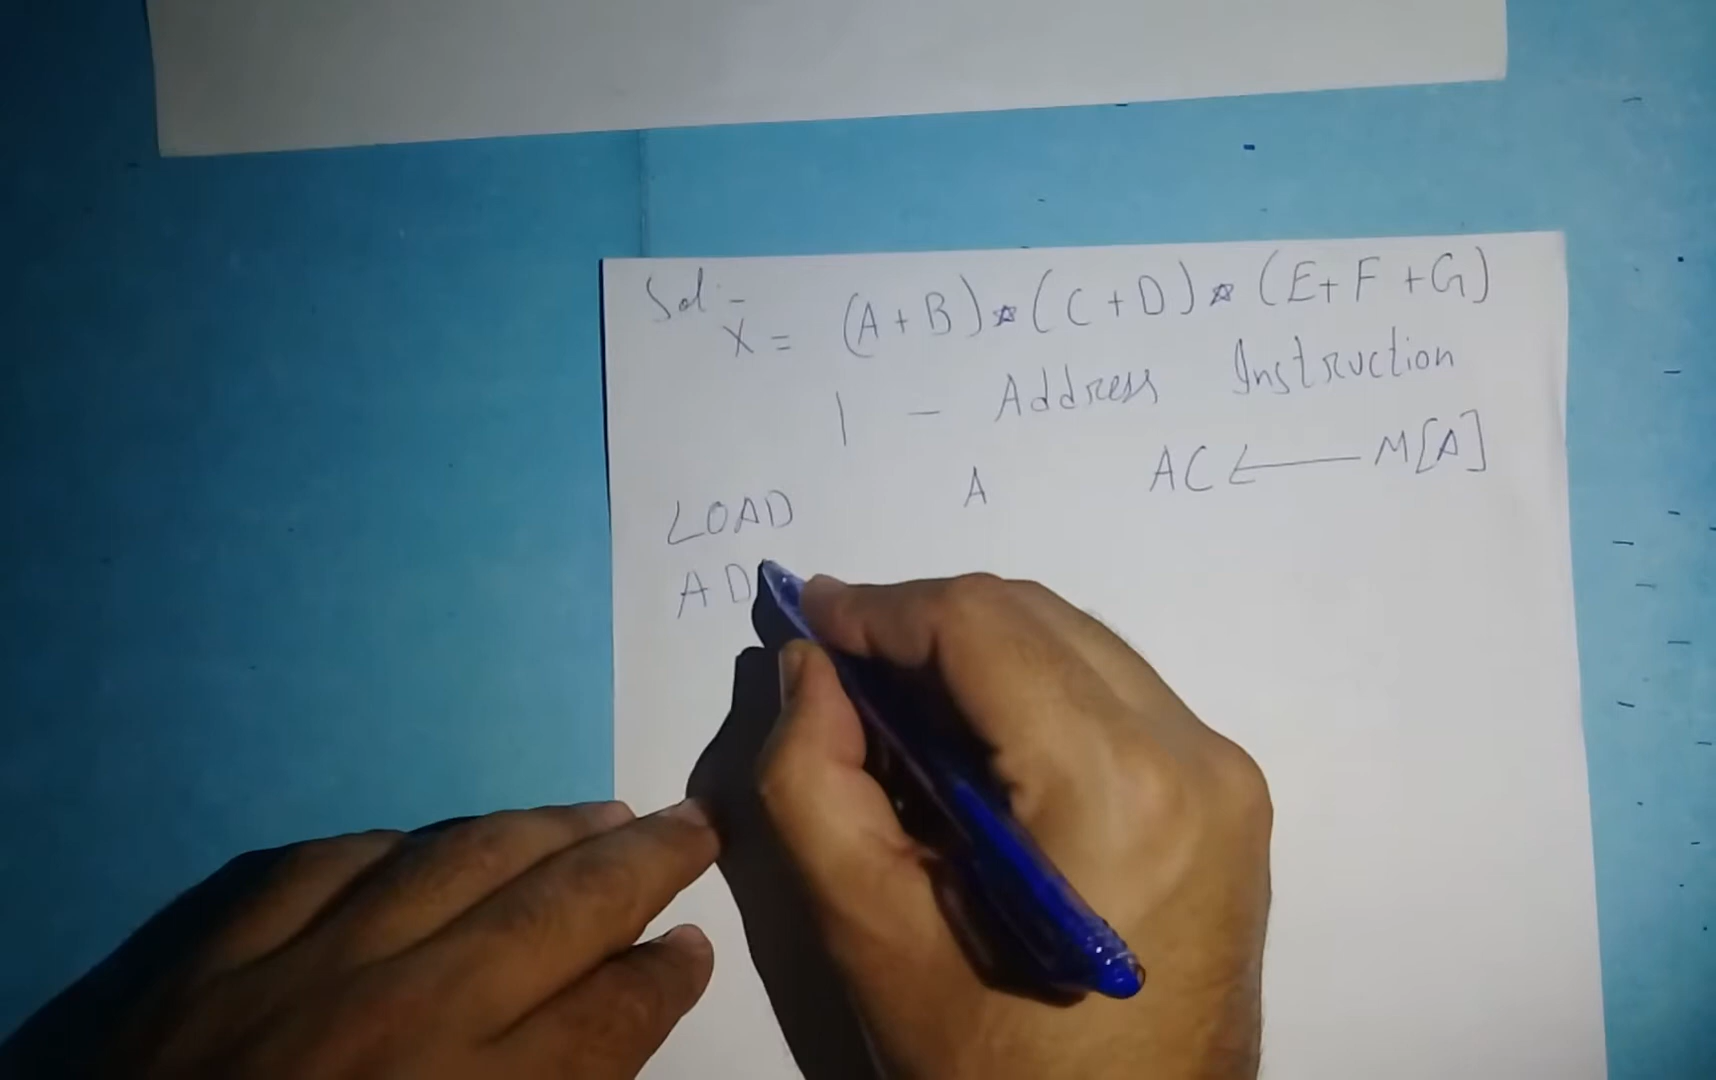 Sol:-
X = (A+B)*(C+D)*(E+F+G)
1 - Address Instruction
LOAD A AC ← M[A]
AD